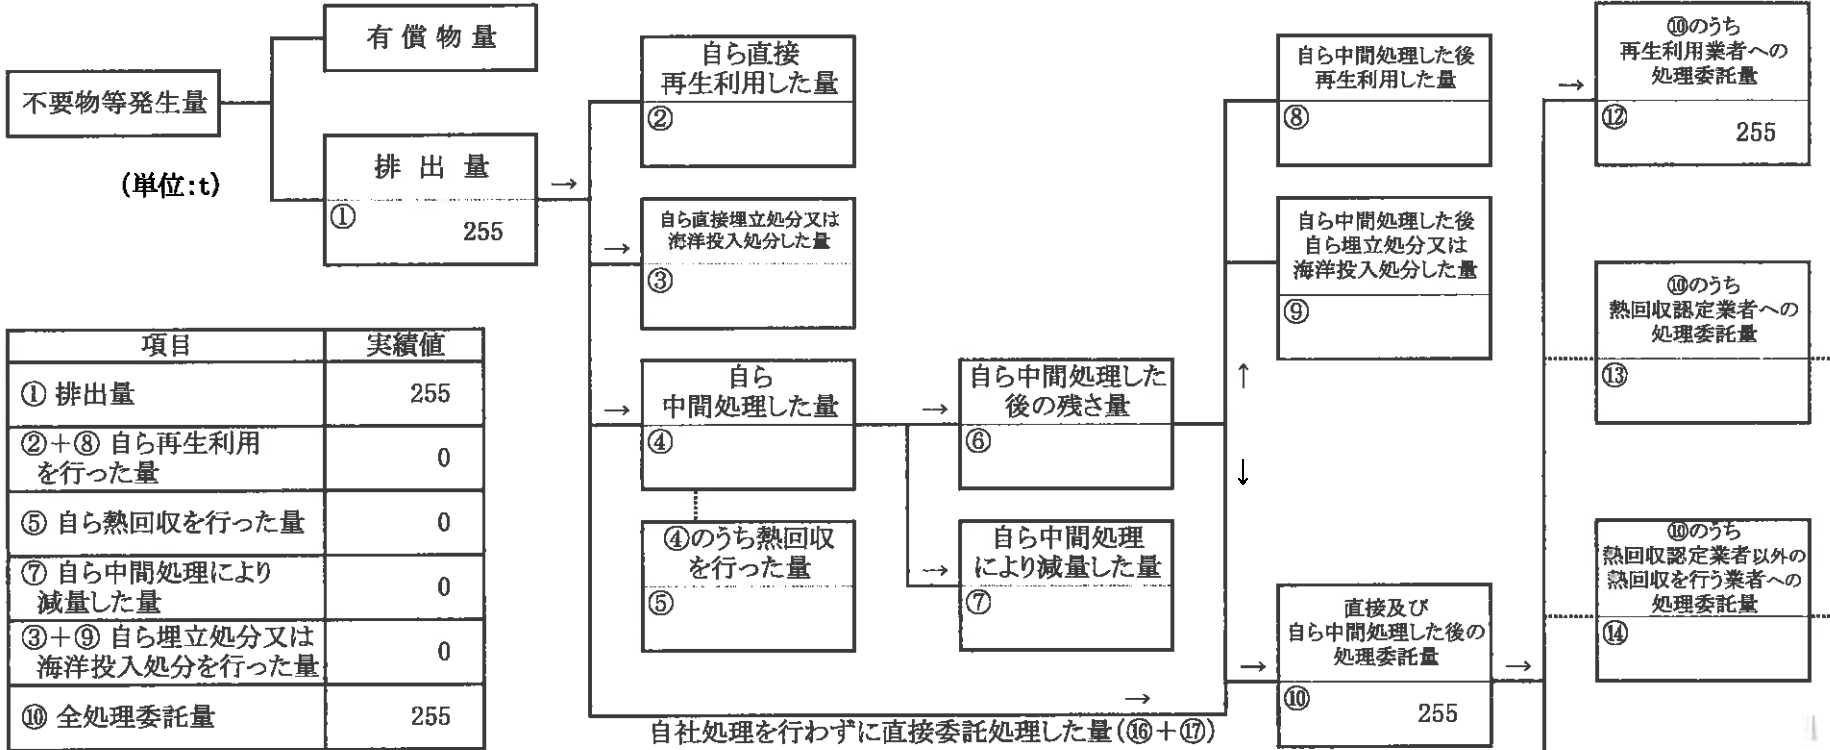 不要物等発生量
有償物量
(単位:t)
排出量
①
255
→
自ら直接
再生利用した量
②
→
自ら直接埋立処分又は
海洋投入処分した量
③
→
自ら
中間処理した量
④
④のうち熱回収
を行った量
⑤
→
自ら中間処理した
後の残さ量
⑥
→
自ら中間処理
により減量した量
⑦
自ら中間処理した後
再生利用した量
⑧
自ら中間処理した後
自ら埋立処分又は
海洋投入処分した量
⑨
↑
↓
→
自社処理を行わずに直接委託処理した量(⑯+⑰)
→
直接及び
自ら中間処理した後の
処理委託量
⑩
255
→
→
⑩のうち
再生利用業者への
処理委託量
⑫
255
⑩のうち
熱回収認定業者への
処理委託量
⑬
⑩のうち
熱回収認定業者以外の
熱回収を行う業者への
処理委託量
⑭
項目 実績値
① 排出量 255
②+⑧ 自ら再生利用
を行った量 0
⑤ 自ら熱回収を行った量 0
⑦ 自ら中間処理により
減量した量 0
③+⑨ 自ら埋立処分又は
海洋投入処分を行った量 0
⑩ 全処理委託量 255